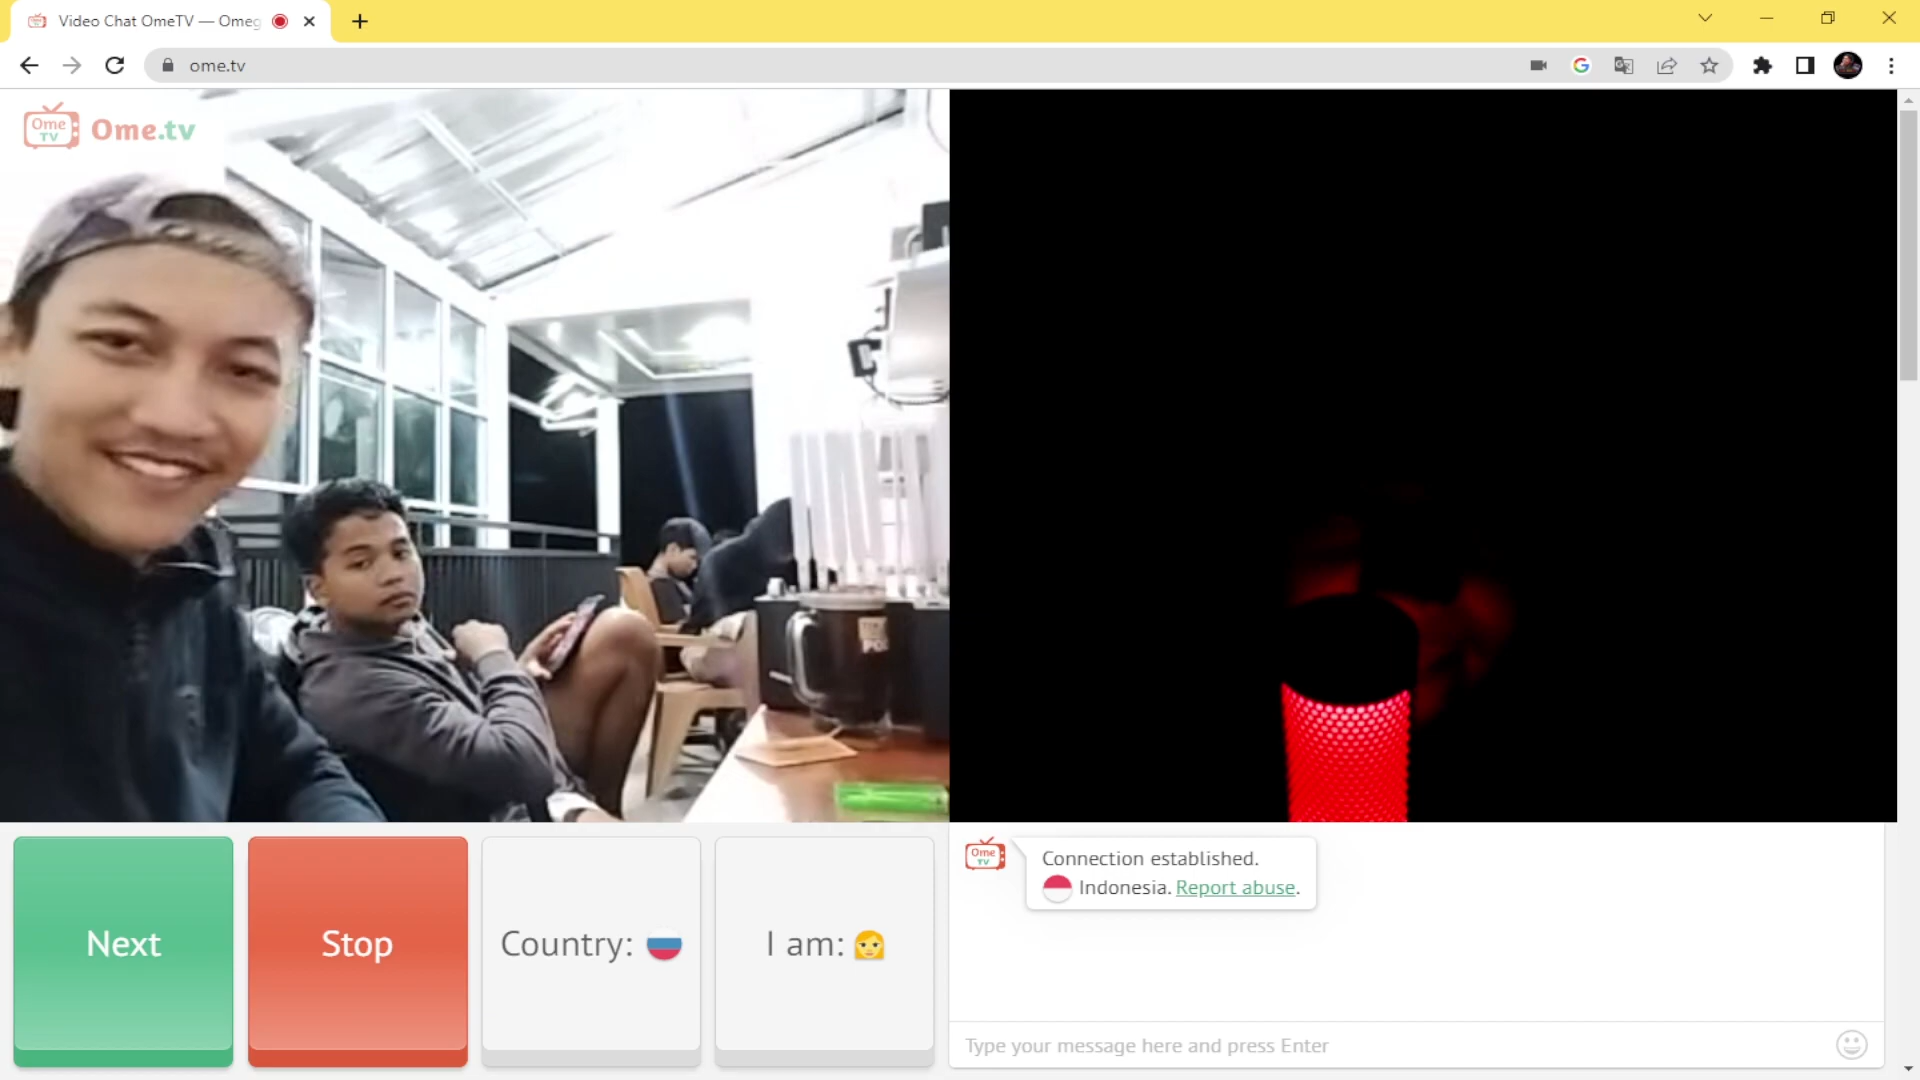 Video Chat OmeTV — Omeg
ome.tv
Ome
TV
Ome.tv
Next
Stop
Country:
I am:
Ome
TV
Connection established.
Indonesia. Report abuse.
Type your message here and press Enter